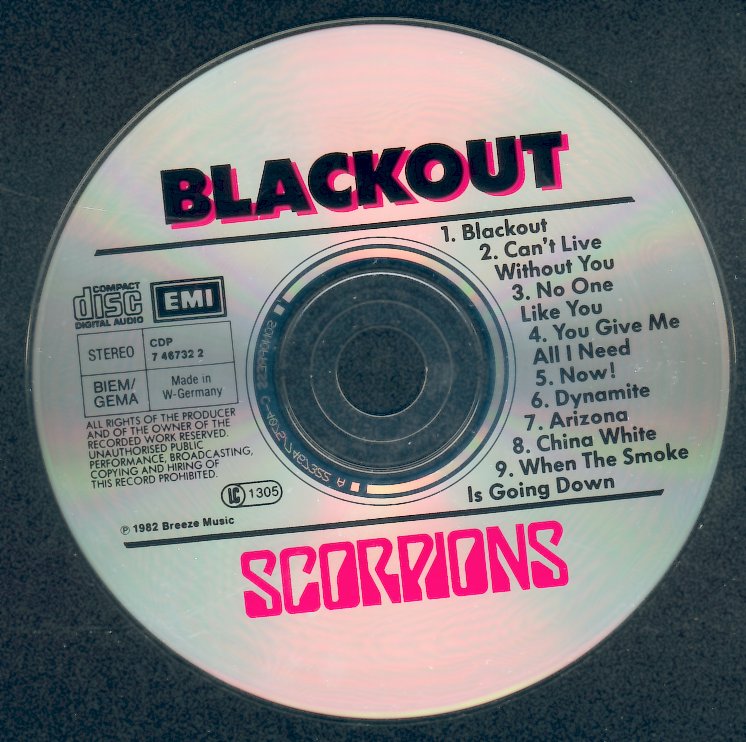 BLACKOUT
1. Blackout
2. Can't Live
Without You
3. No One
Like You
4. You Give Me
All I Need
5. Now!
6. Dynamite
7. Arizona
8. China White
9. When The Smoke
Is Going Down
COMPACT
disc
DIGITAL AUDIO
EMI
STEREO
CDP
7 46732 2
BIEM/
GEMA
Made in
W-Germany
ALL RIGHTS OF THE PRODUCER
AND OF THE OWNER OF THE
RECORDED WORK RESERVED.
UNAUTHORISED PUBLIC
PERFORMANCE, BROADCASTING,
COPYING AND HIRING OF
THIS RECORD PROHIBITED.
LC 1305
℗ 1982 Breeze Music
SCORPIONS